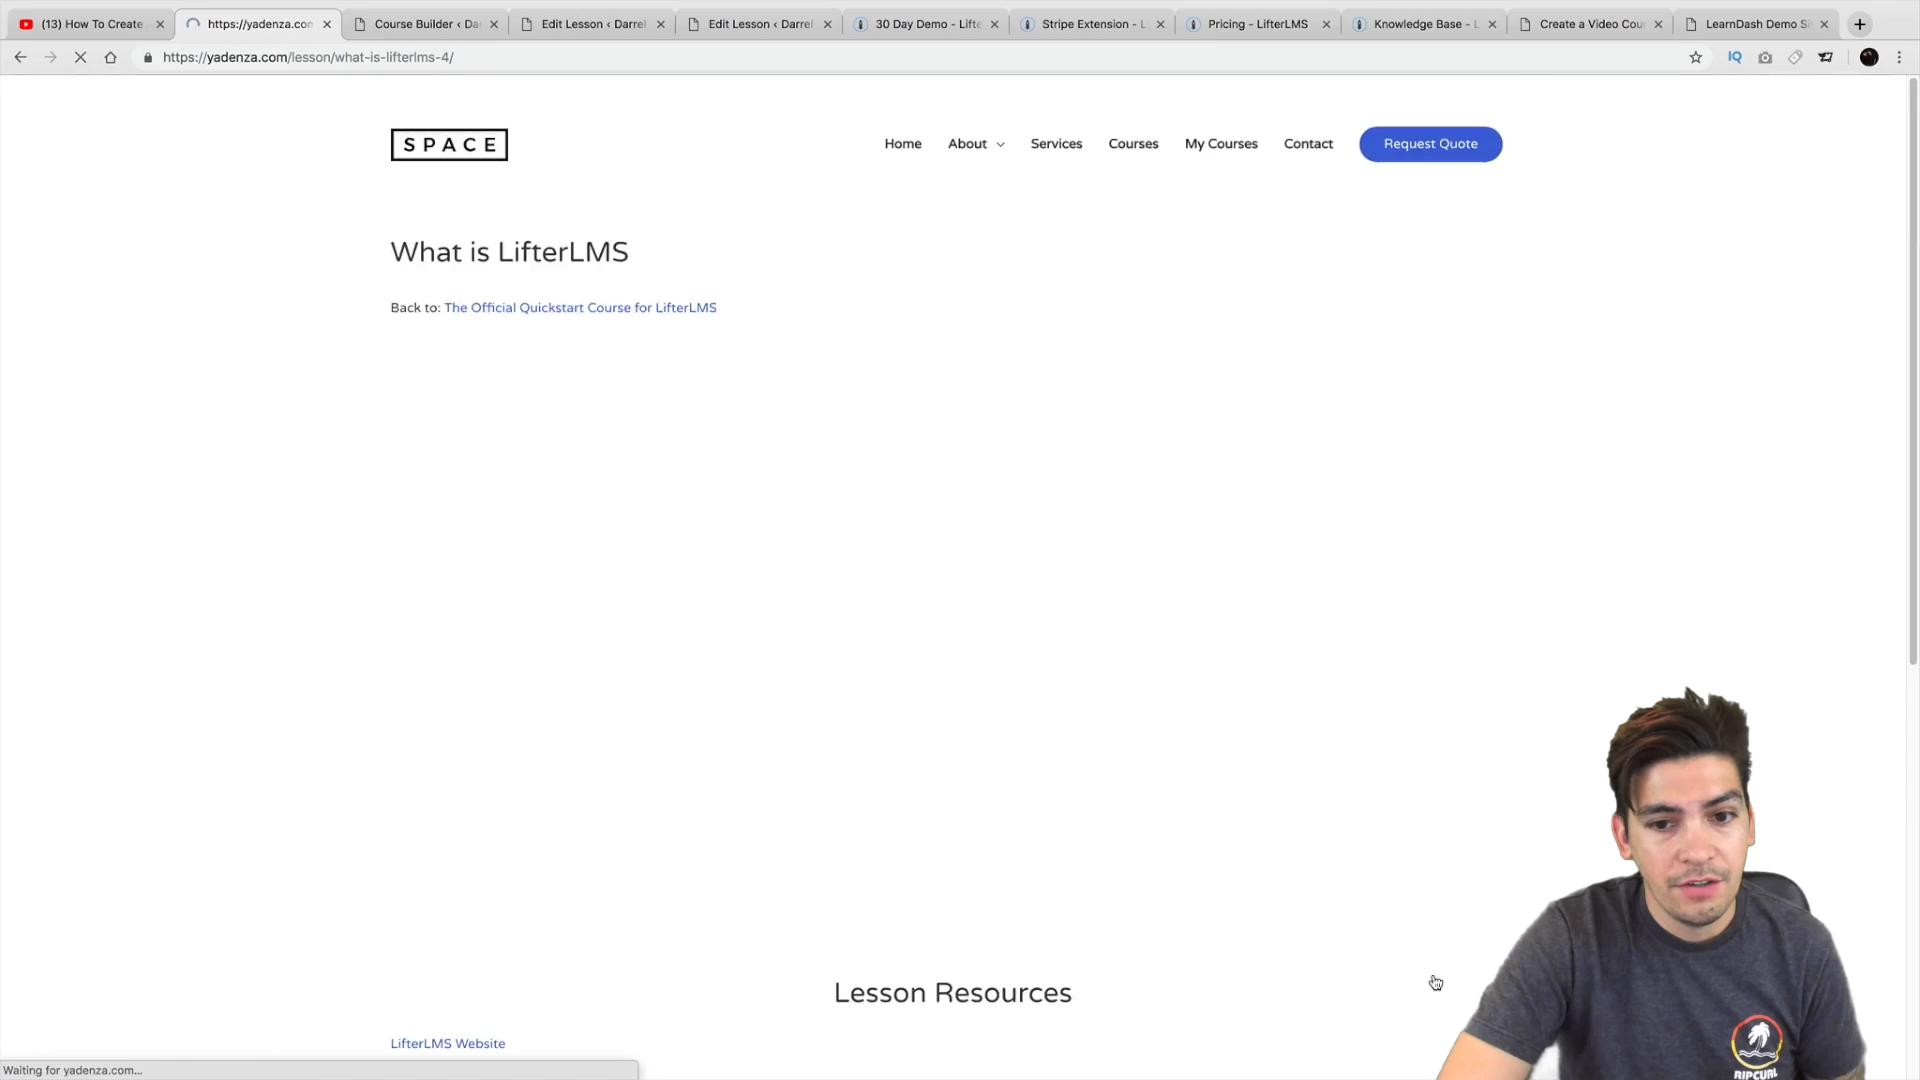 (13) How To Create
https://yadenza.com
Course Builder ‹ Da
Edit Lesson ‹ Darrel
Edit Lesson ‹ Darrel
30 Day Demo - Lifte
Stripe Extension - L
Pricing - LifterLMS
Knowledge Base - L
Create a Video Cou
LearnDash Demo Si
https://yadenza.com/lesson/what-is-lifterlms-4/
IQ
SPACE
Home
About
Services
Courses
My Courses
Contact
Request Quote
What is LifterLMS
Back to: The Official Quickstart Course for LifterLMS
Lesson Resources
LifterLMS Website
Waiting for yadenza.com...
RIPCURL